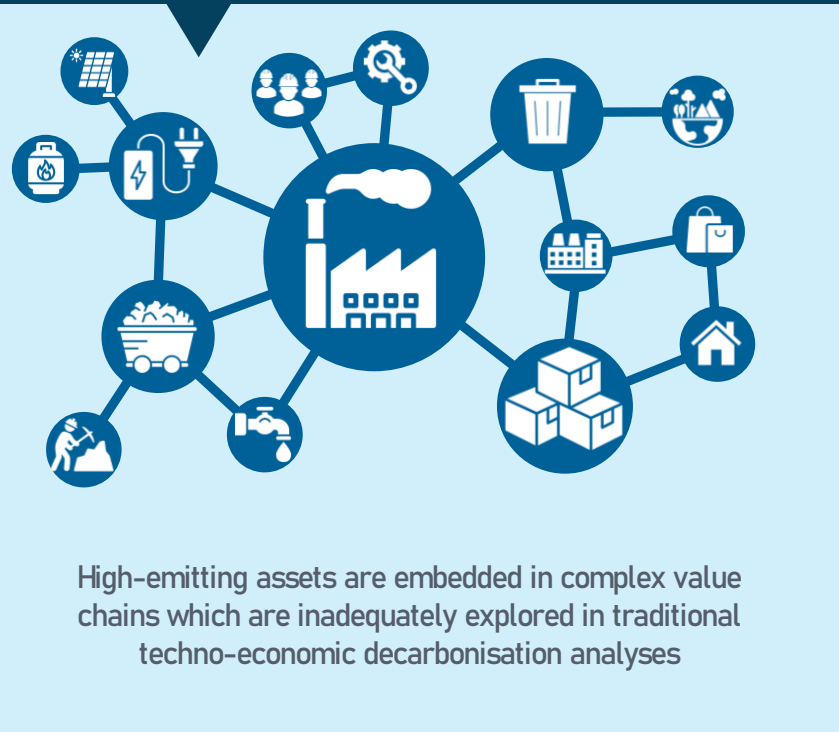 High-emitting assets are embedded in complex value
chains which are inadequately explored in traditional
techno-economic decarbonisation analyses